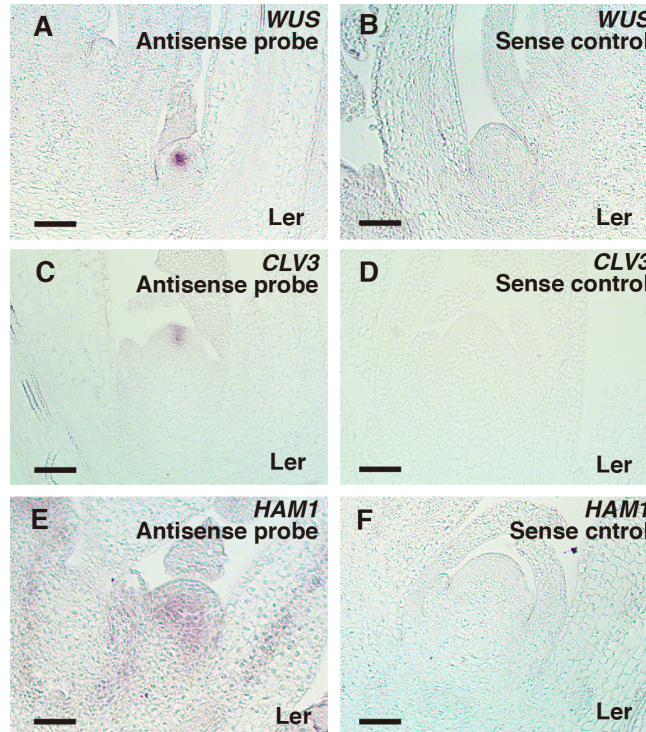 A
WUS
Antisense probe
Ler
B
WUS
Sense control
Ler
C
CLV3
Antisense probe
Ler
D
CLV3
Sense control
Ler
E
HAM1
Antisense probe
Ler
F
HAM1
Sense cntrol
Ler